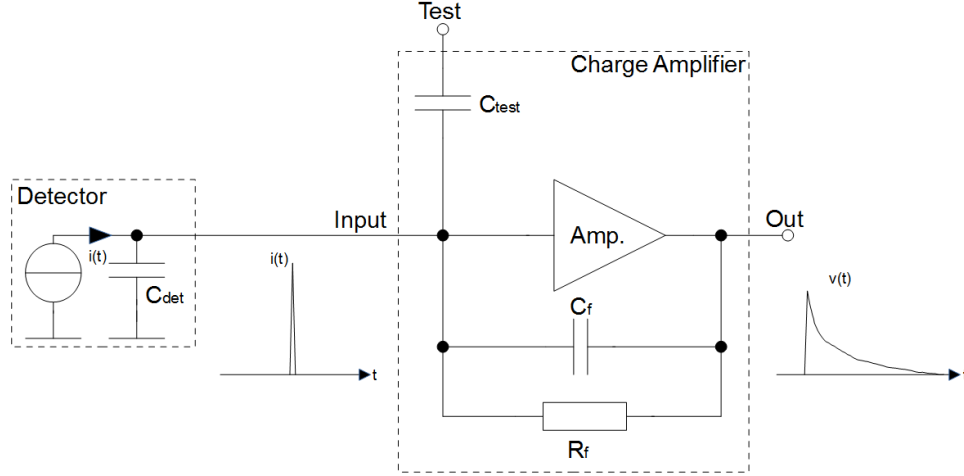 Test
Charge Amplifier
Ctest
Detector
Input
Out
Amp.
i(t)
i(t)
v(t)
Cdet
Cf
t
Rf